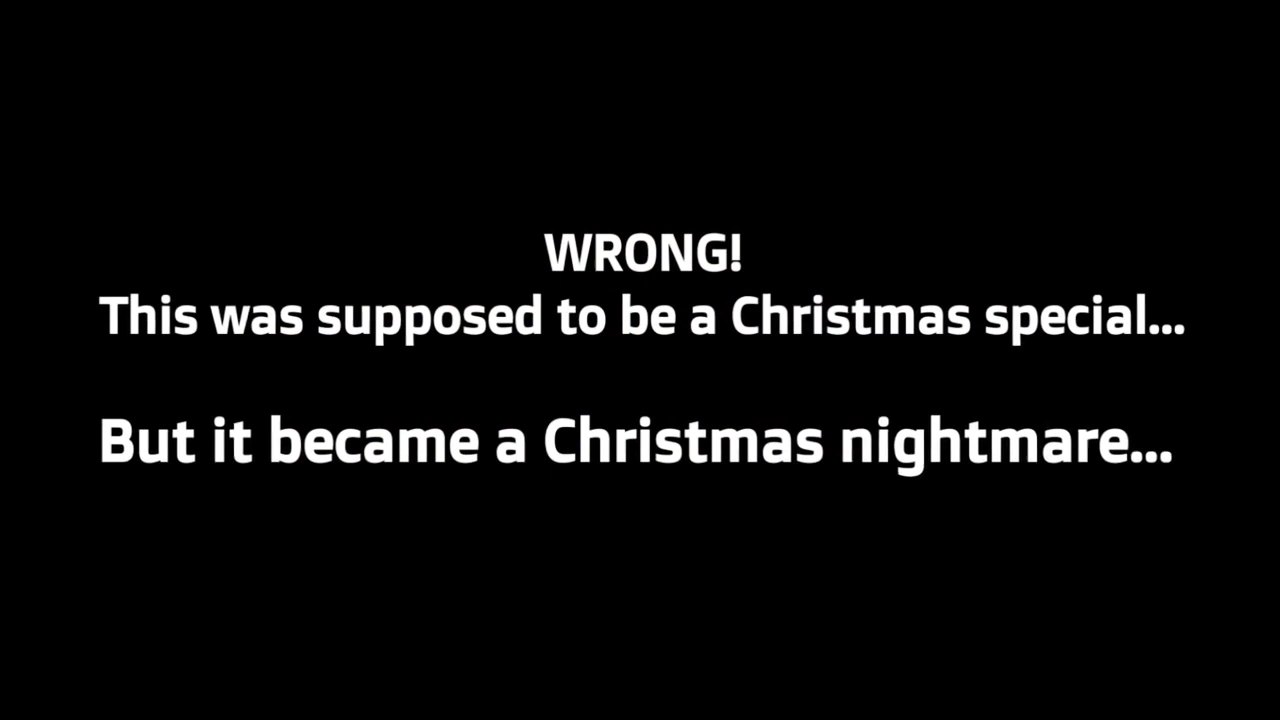 WRONG!
This was supposed to be a Christmas special...
But it became a Christmas nightmare...